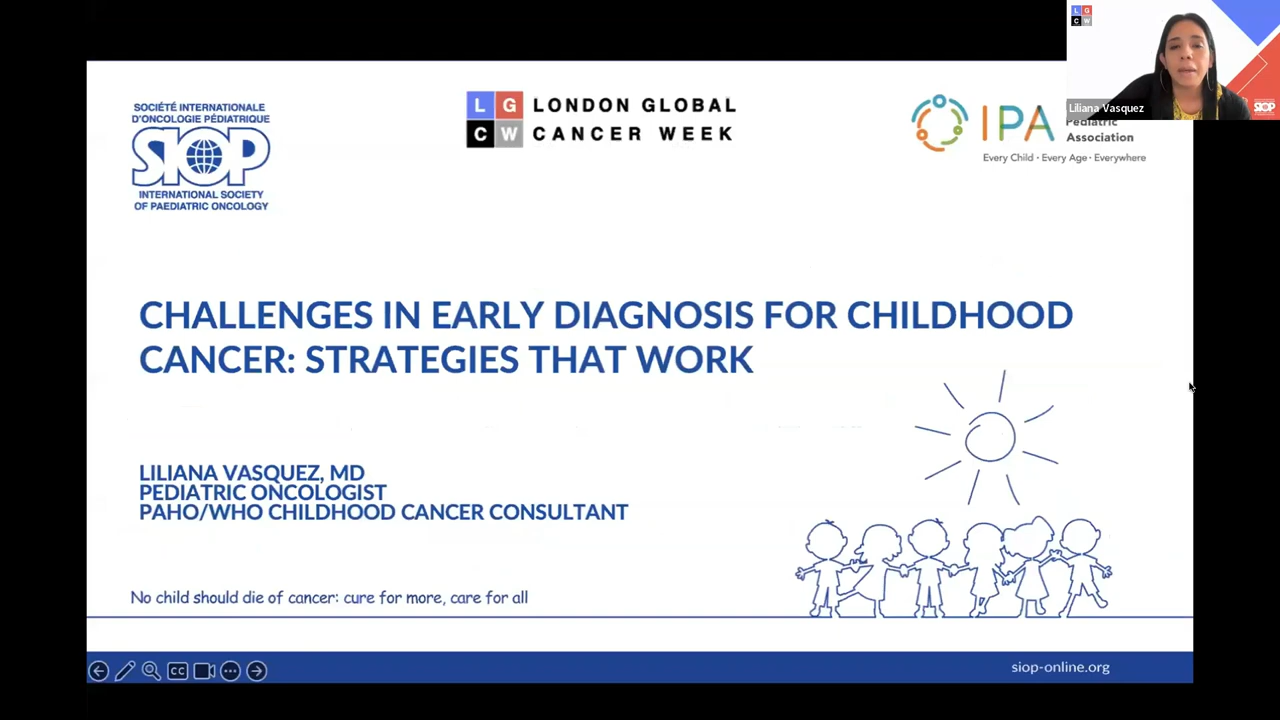 SOCIÉTÉ INTERNATIONALE
D'ONCOLOGIE PÉDIATRIQUE
SIOP
INTERNATIONAL SOCIETY
OF PAEDIATRIC ONCOLOGY
L G
C W
LONDON GLOBAL
CANCER WEEK
IPA
Pediatric
Association
Every Child · Every Age · Everywhere
L G
C W
Liliana Vasquez
SIOP
CHALLENGES IN EARLY DIAGNOSIS FOR CHILDHOOD
CANCER: STRATEGIES THAT WORK
LILIANA VASQUEZ, MD
PEDIATRIC ONCOLOGIST
PAHO/WHO CHILDHOOD CANCER CONSULTANT
No child should die of cancer: cure for more, care for all
CC
siop-online.org